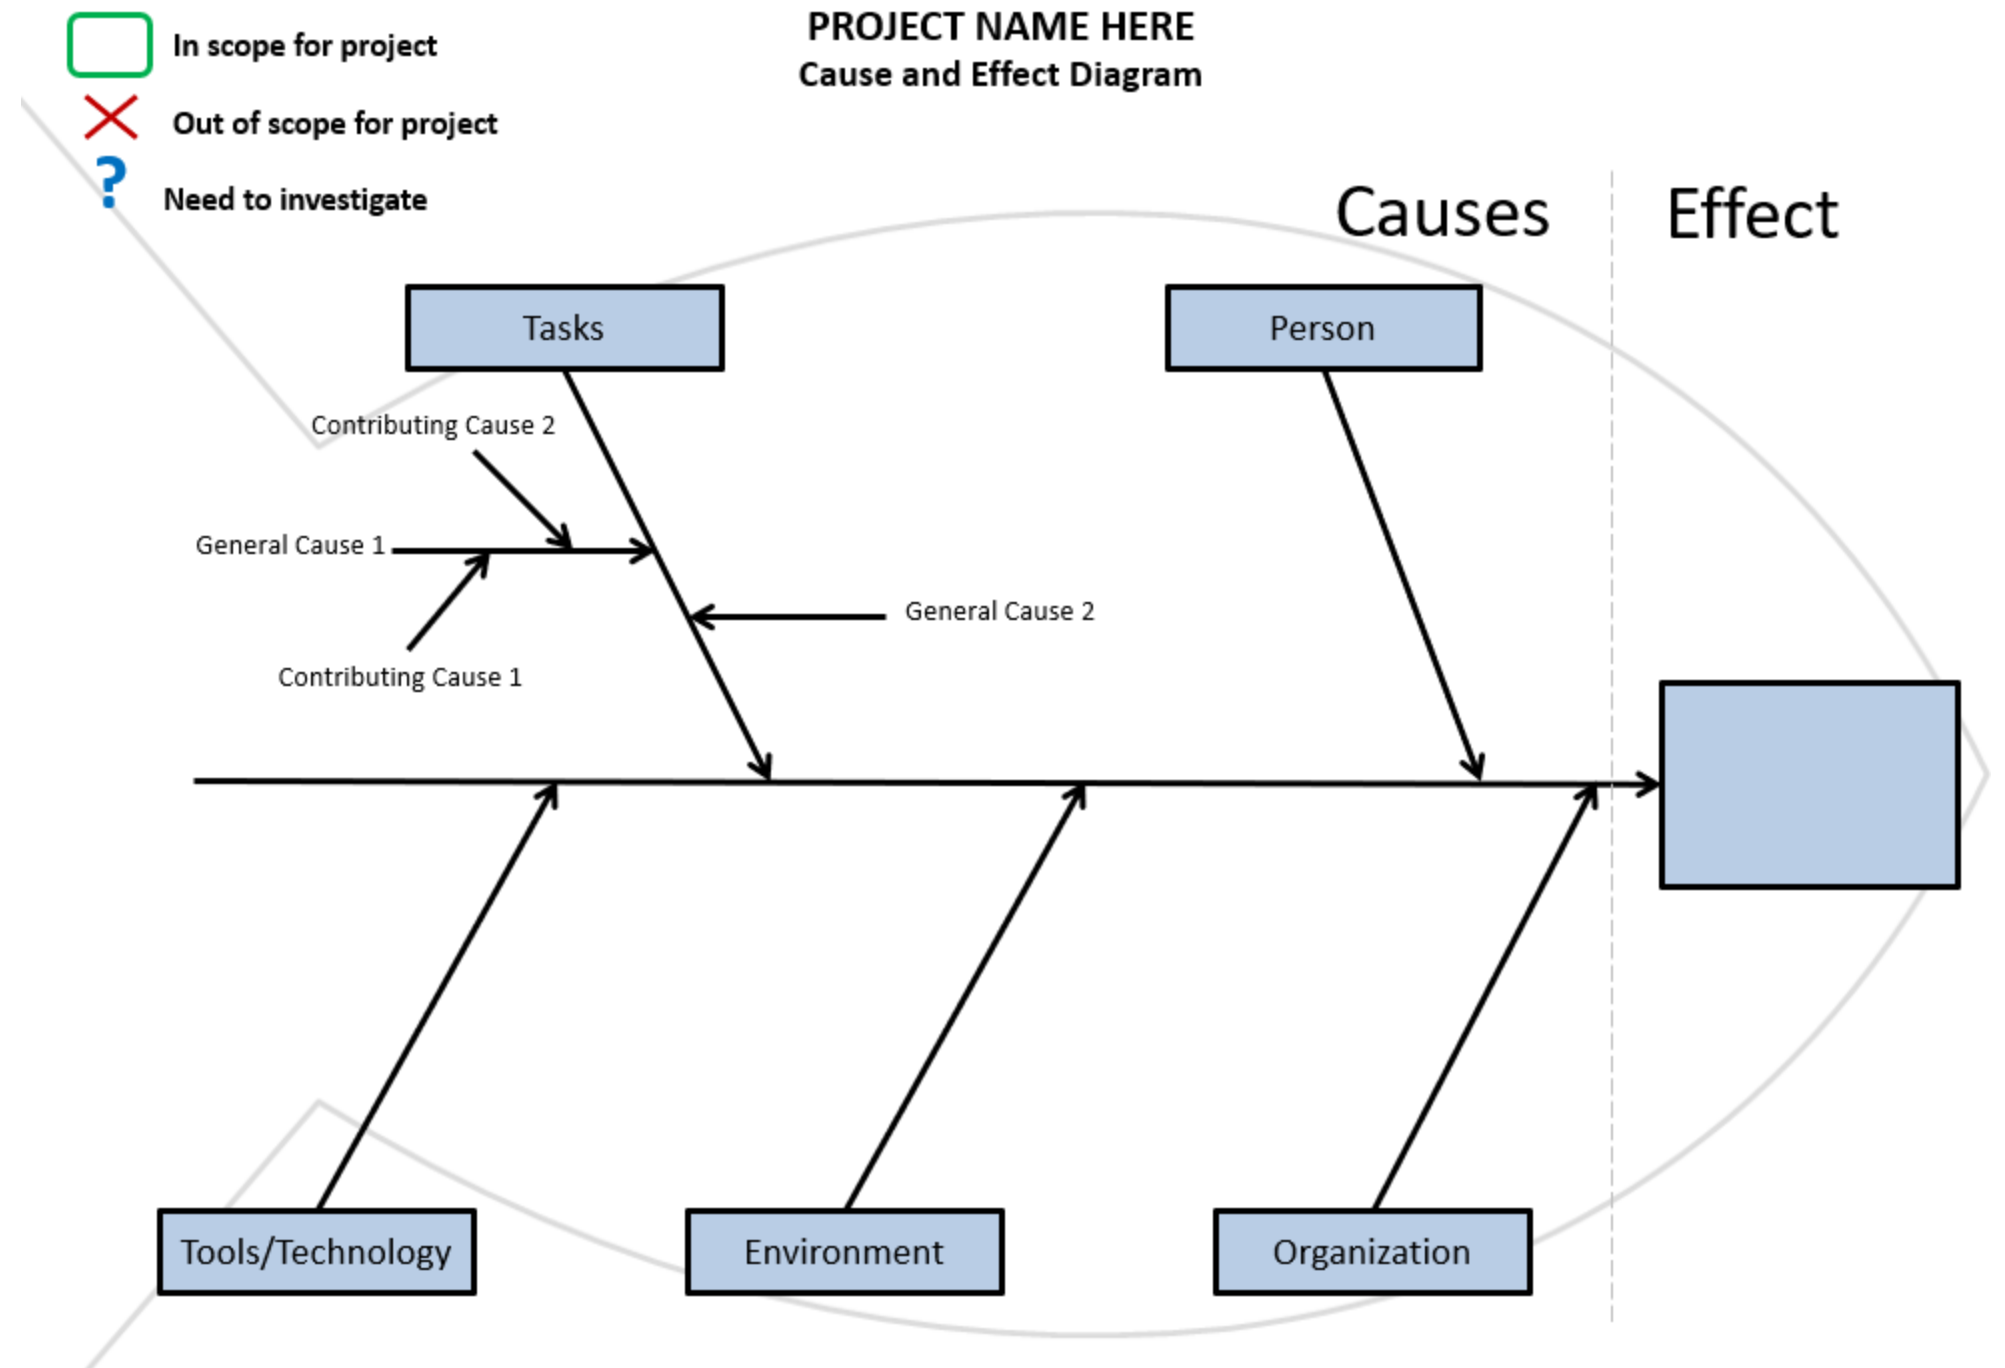 PROJECT NAME HERE
Cause and Effect Diagram
In scope for project
Out of scope for project
?
Need to investigate
Causes
Effect
Tasks
Person
Contributing Cause 2
General Cause 1
General Cause 2
Contributing Cause 1
Tools/Technology
Environment
Organization